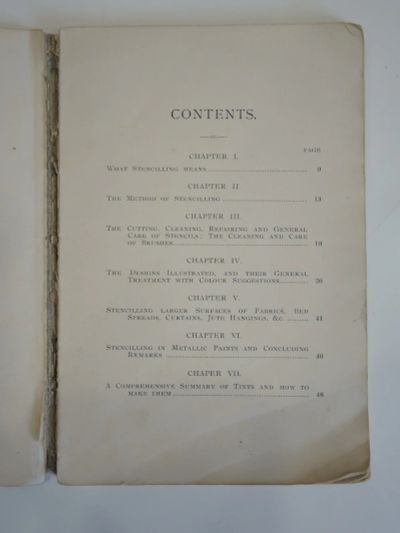 CONTENTS.
PAGE
CHAPTER I.
WHAT STENCILLING MEANS 9
CHAPTER II.
THE METHOD OF STENCILLING 13
CHAPTER III.
THE CUTTING, CLEANING, REPAIRING AND GENERAL
CARE OF STENCILS; THE CLEANING AND CARE
OF BRUSHES 19
CHAPTER IV.
THE DESIGNS ILLUSTRATED, AND THEIR GENERAL
TREATMENT WITH COLOUR SUGGESTIONS
CHAPTER V.
STENCILLING LARGER SURFACES OF FABRICS, BED
SPREADS, CURTAINS, JUTE HANGINGS, &c. 41
CHAPTER VI.
STENCILLING IN METALLIC PAINTS AND CONCLUDING
REMARKS 46
CHAPER VII.
A COMPREHENSIVE SUMMARY OF TINTS AND HOW TO
MAKE THEM 48